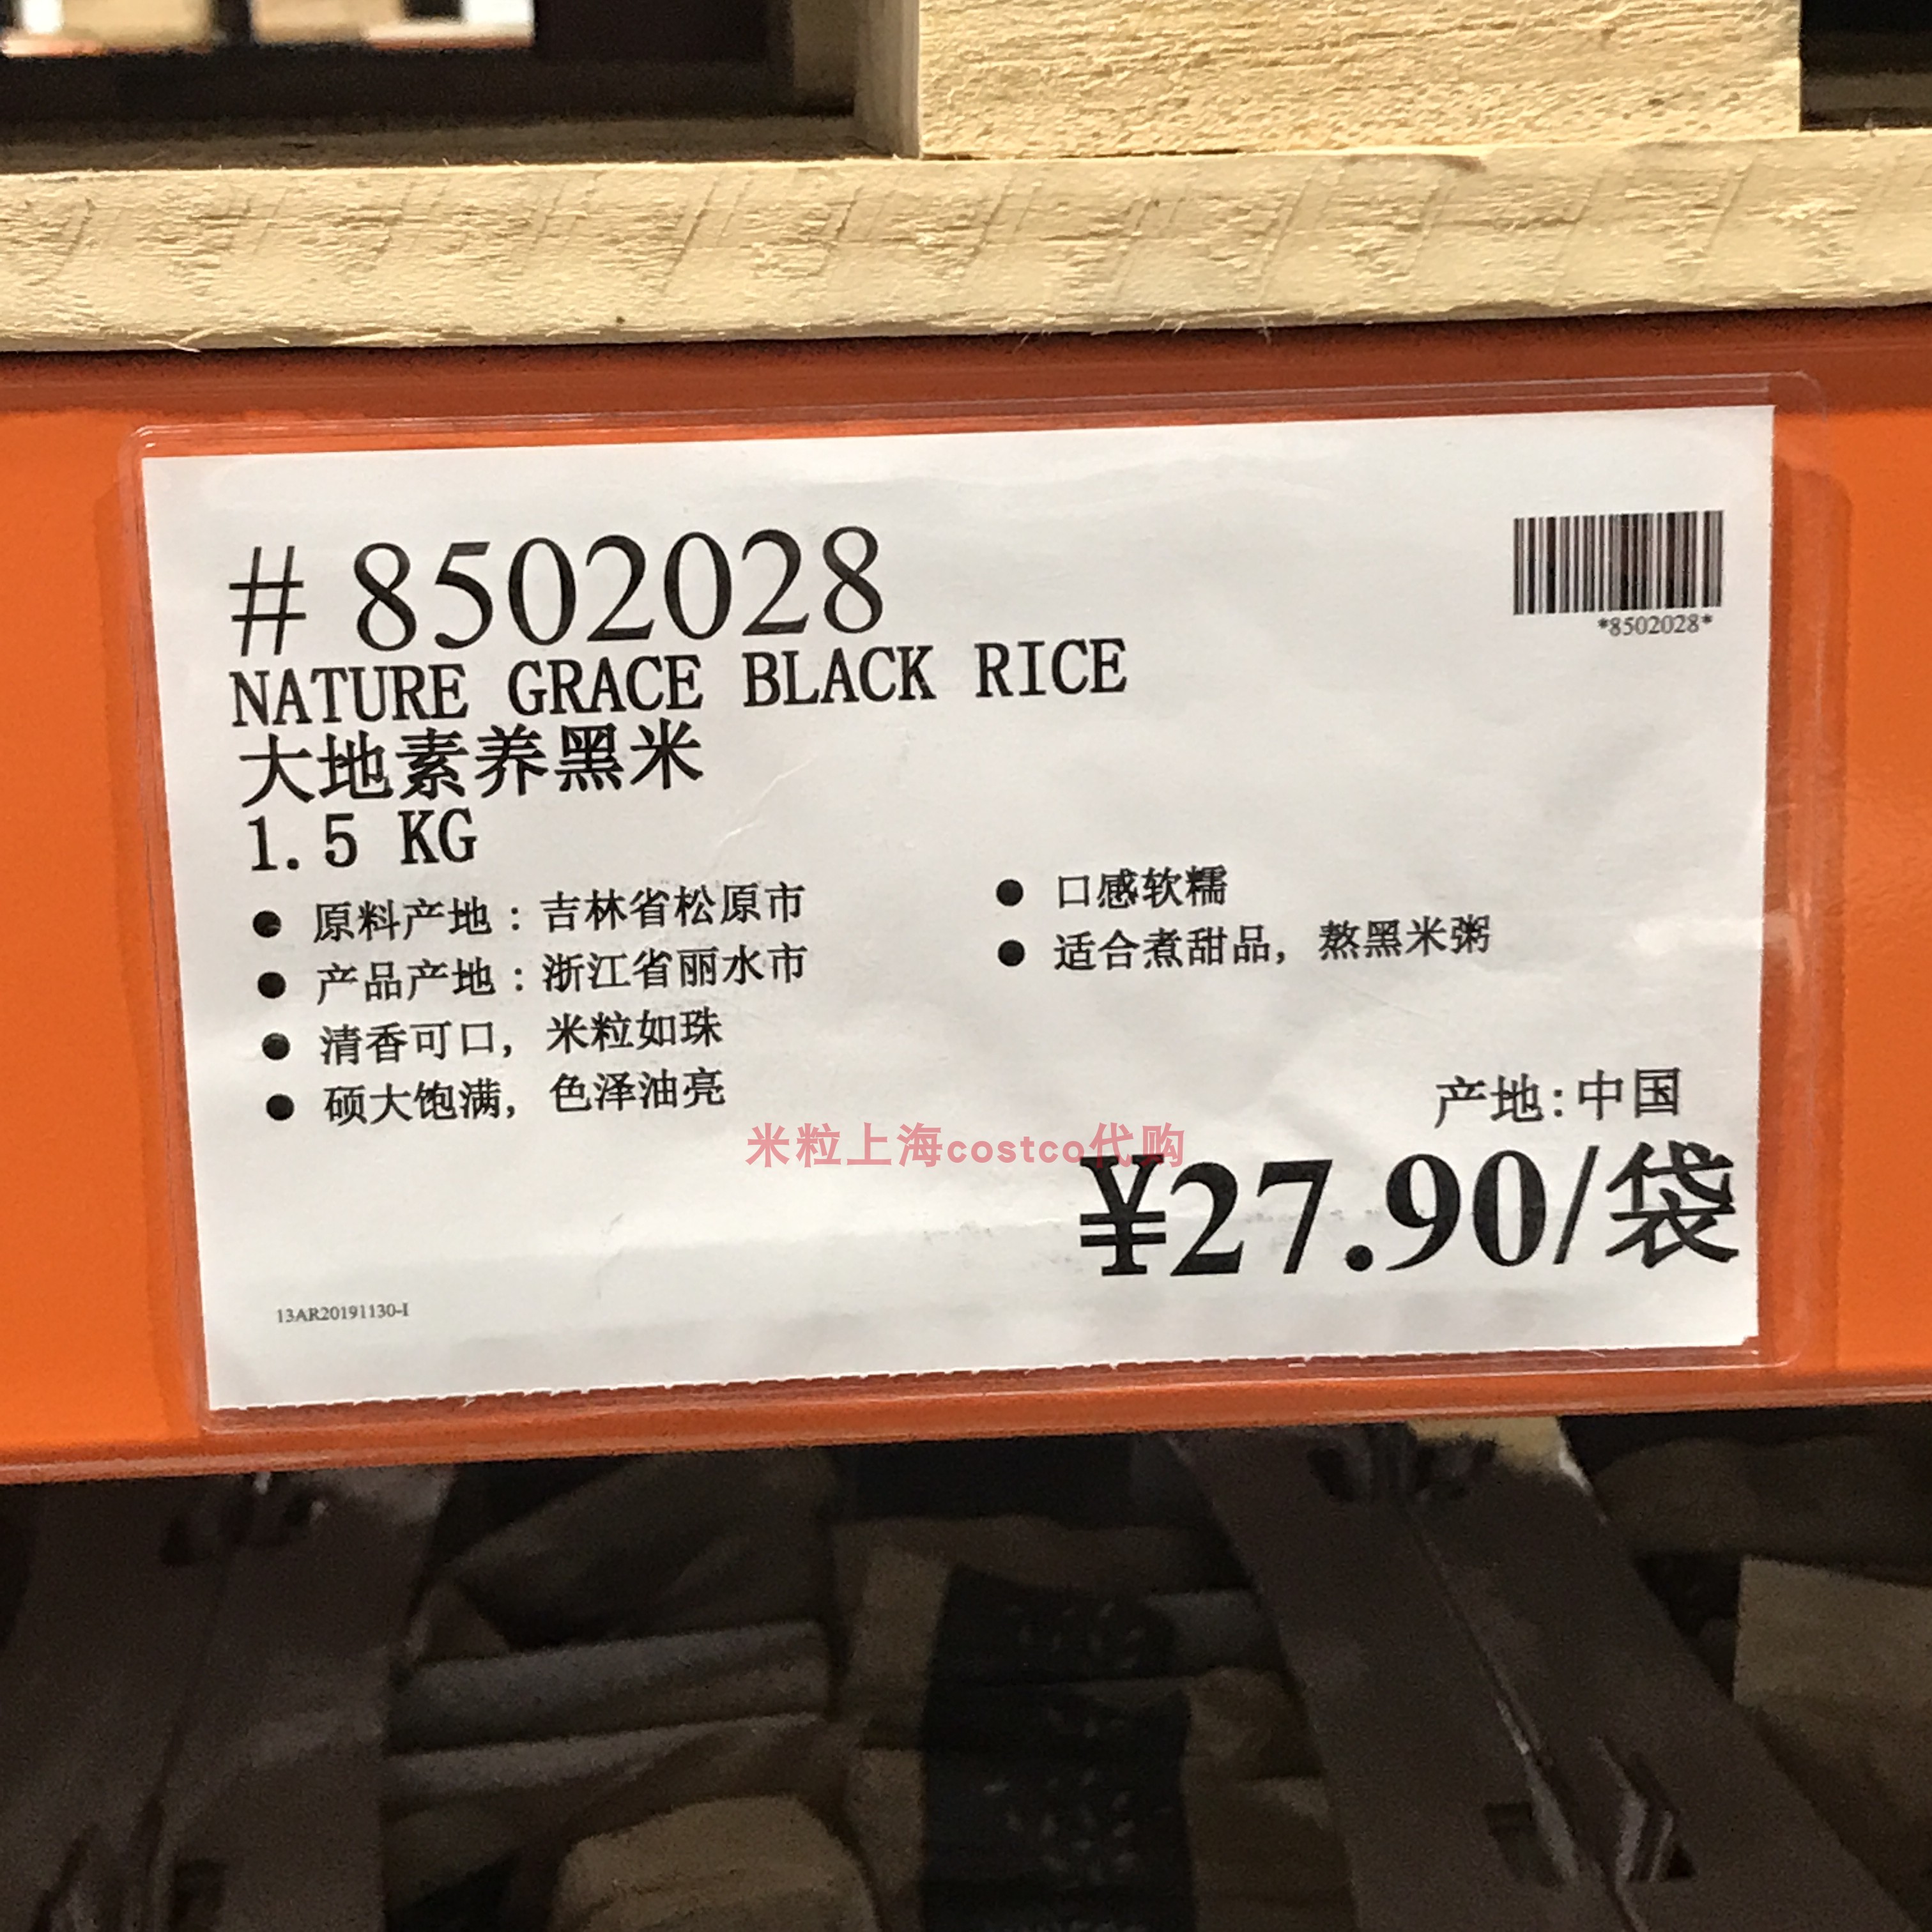 # 8502028
*8502028*
NATURE GRACE BLACK RICE
大地素养黑米
1.5 KG
● 原料产地：吉林省松原市
● 产品产地：浙江省丽水市
● 清香可口，米粒如珠
● 硕大饱满，色泽油亮
● 口感软糯
● 适合煮甜品，熬黑米粥
产地:中国
米粒上海costco代购
¥27.90/袋
13AR20191130-I